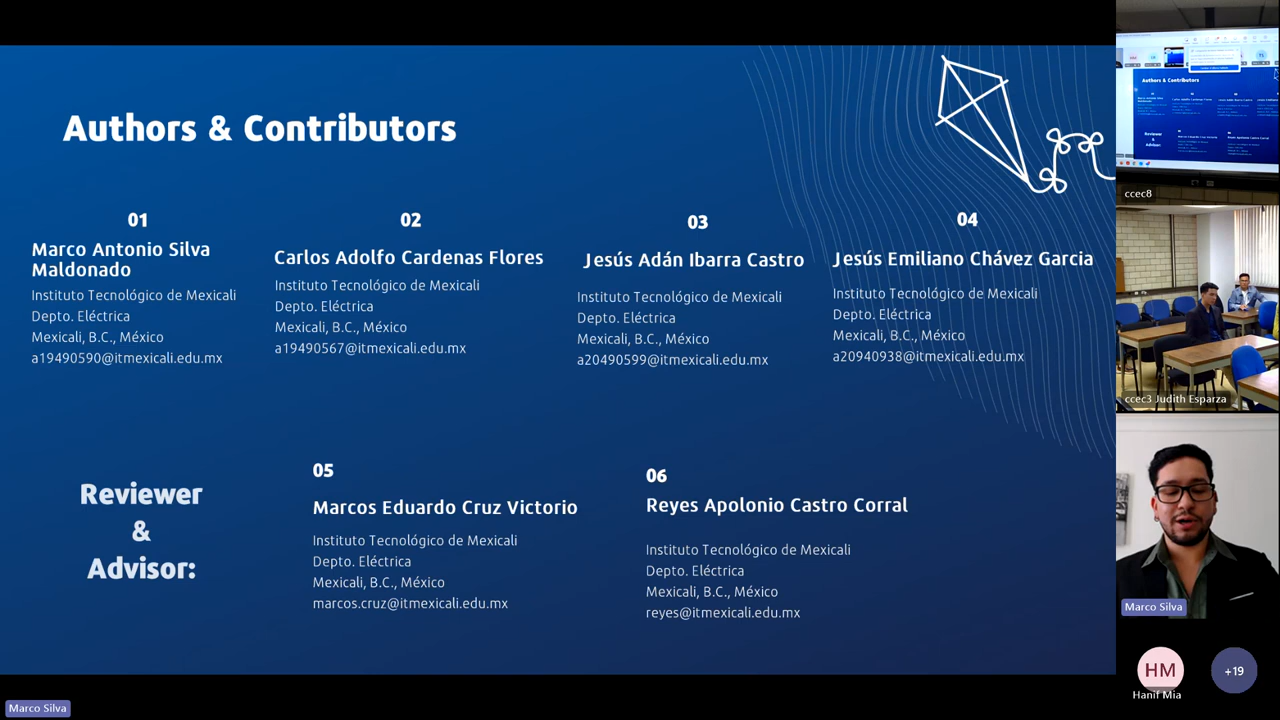 Authors & Contributors
01
Marco Antonio Silva
Maldonado
Instituto Tecnológico de Mexicali
Depto. Eléctrica
Mexicali, B.C., México
a19490590@itmexicali.edu.mx
02
Carlos Adolfo Cardenas Flores
Instituto Tecnológico de Mexicali
Depto. Eléctrica
Mexicali, B.C., México
a19490567@itmexicali.edu.mx
03
Jesús Adán Ibarra Castro
Instituto Tecnológico de Mexicali
Depto. Eléctrica
Mexicali, B.C., México
a20490599@itmexicali.edu.mx
04
Jesús Emiliano Chávez Garcia
Instituto Tecnológico de Mexicali
Depto. Eléctrica
Mexicali, B.C., México
a20940938@itmexicali.edu.mx
Reviewer
&
Advisor:
05
Marcos Eduardo Cruz Victorio
Instituto Tecnológico de Mexicali
Depto. Eléctrica
Mexicali, B.C., México
marcos.cruz@itmexicali.edu.mx
06
Reyes Apolonio Castro Corral
Instituto Tecnológico de Mexicali
Depto. Eléctrica
Mexicali, B.C., México
reyes@itmexicali.edu.mx
Marco Silva
Authors & Contributors
Reviewer
&
Advisor:
ccec8
ccec3 Judith Esparza
Marco Silva
HM
Hanif Mia
+19